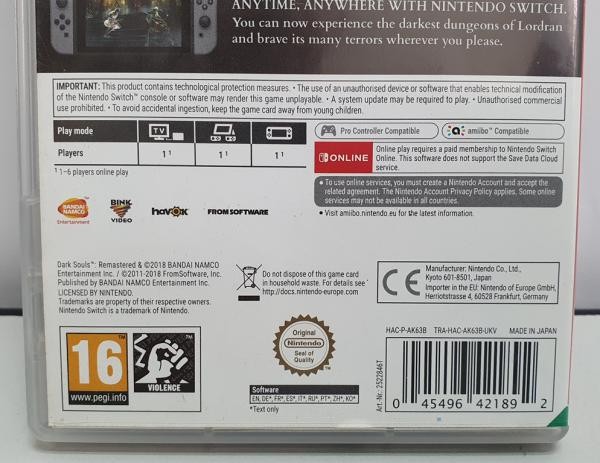 ANYTIME, ANYWHERE WITH NINTENDO SWITCH.
You can now experience the darkest dungeons of Lordran
and brave its many terrors wherever you please.
IMPORTANT: This product contains technological protection measures. • The use of an unauthorised device or software that enables technical modification
of the Nintendo Switch™ console or software may render this game unplayable. • A system update may be required to play. • Unauthorised commercial
use prohibited. • To avoid accidental ingestion, keep the game card away from young children.
Play mode TV
Players 1¹ 1¹ 1¹
¹ 1–6 players online play
Pro Controller Compatible
amiibo™ Compatible
ONLINE
Online play requires a paid membership to Nintendo Switch
Online. This software does not support the Save Data Cloud
service.
• To use online services, you must create a Nintendo Account and accept the
related agreement. The Nintendo Account Privacy Policy applies. Some online
services may not be available in all countries.
• Visit amiibo.nintendo.eu for the latest information.
BANDAI
NAMCO
Entertainment
BINK
VIDEO
havok
FROM SOFTWARE
Dark Souls™: Remastered & ©2018 BANDAI NAMCO
Entertainment Inc. / ©2011-2018 FromSoftware, Inc.
Published by BANDAI NAMCO Entertainment Inc.
LICENSED BY NINTENDO.
Trademarks are property of their respective owners.
Nintendo Switch is a trademark of Nintendo.
Do not dispose of this game card
in household waste. For details see
http://docs.nintendo-europe.com
CE
Manufacturer: Nintendo Co., Ltd.,
Kyoto 601-8501, Japan
Importer in the EU: Nintendo of Europe GmbH,
Herriotstrasse 4, 60528 Frankfurt, Germany
HAC-P-AK63B TRA-HAC-AK63B-UKV MADE IN JAPAN
16
www.pegi.info
VIOLENCE
Original
Nintendo
Seal of
Quality
Software
EN, DE*, FR*, ES*, IT*, RU*, PT*, ZH*, KO*
*Text only
Art.-Nr.: 2522846T
0 45496 42189 2